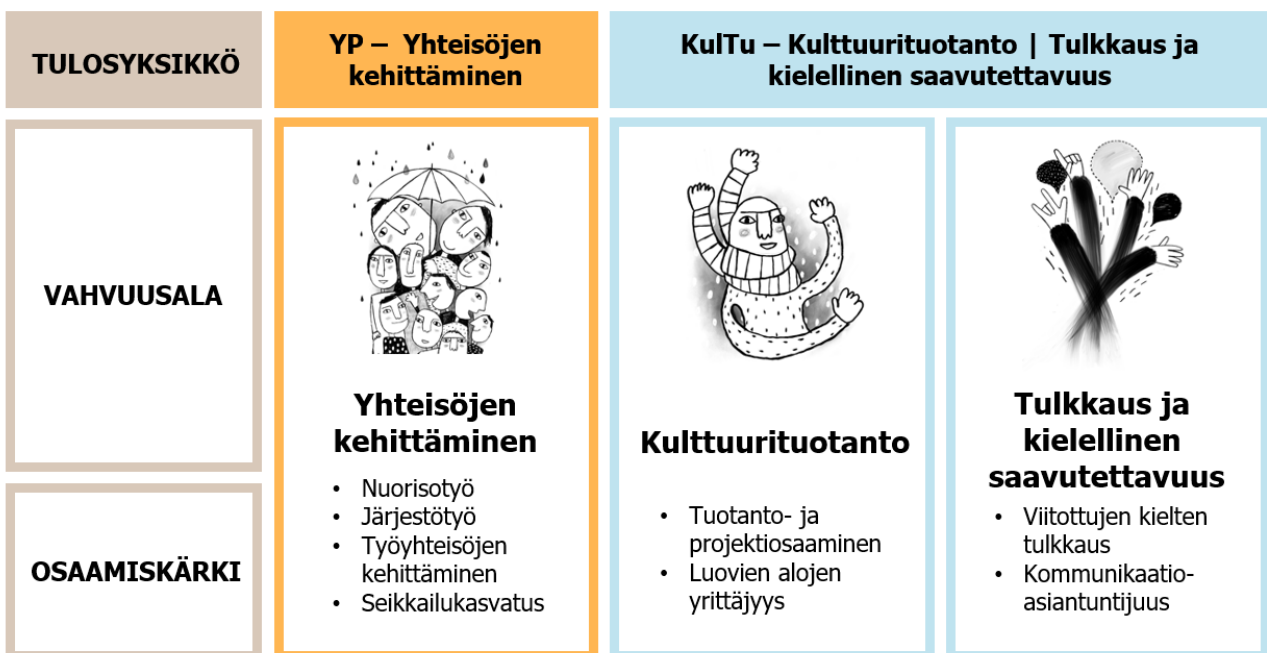 TULOSYKSIKKÖ
YP – Yhteisöjen
kehittäminen
KulTu – Kulttuurituotanto | Tulkkaus ja
kielellinen saavutettavuus
VAHVUUSALA
Yhteisöjen
kehittäminen
Kulttuurituotanto
Tulkkaus ja
kielellinen
saavutettavuus
OSAAMISKÄRKI
• Nuorisotyö
• Järjestötyö
• Työyhteisöjen
kehittäminen
• Seikkailukasvatus
• Tuotanto- ja
projektiosaaminen
• Luovien alojen
yrittäjyys
• Viitottujen kielten
tulkkaus
• Kommunikaatio-
asiantuntijuus